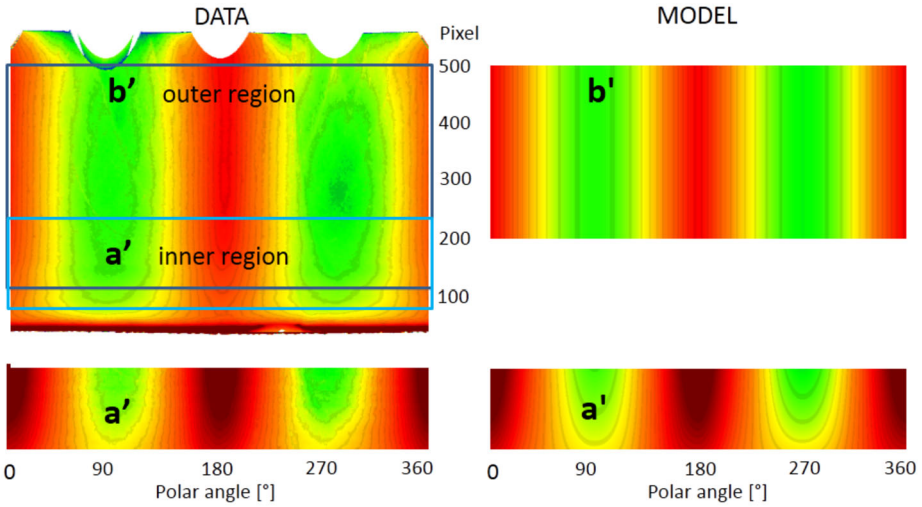 DATA
MODEL
Pixel
b’ outer region
500
400
300
200
100
a’ inner region
b'
a’
a'
0 90 180 270 360
Polar angle [°]
0 90 180 270 360
Polar angle [°]